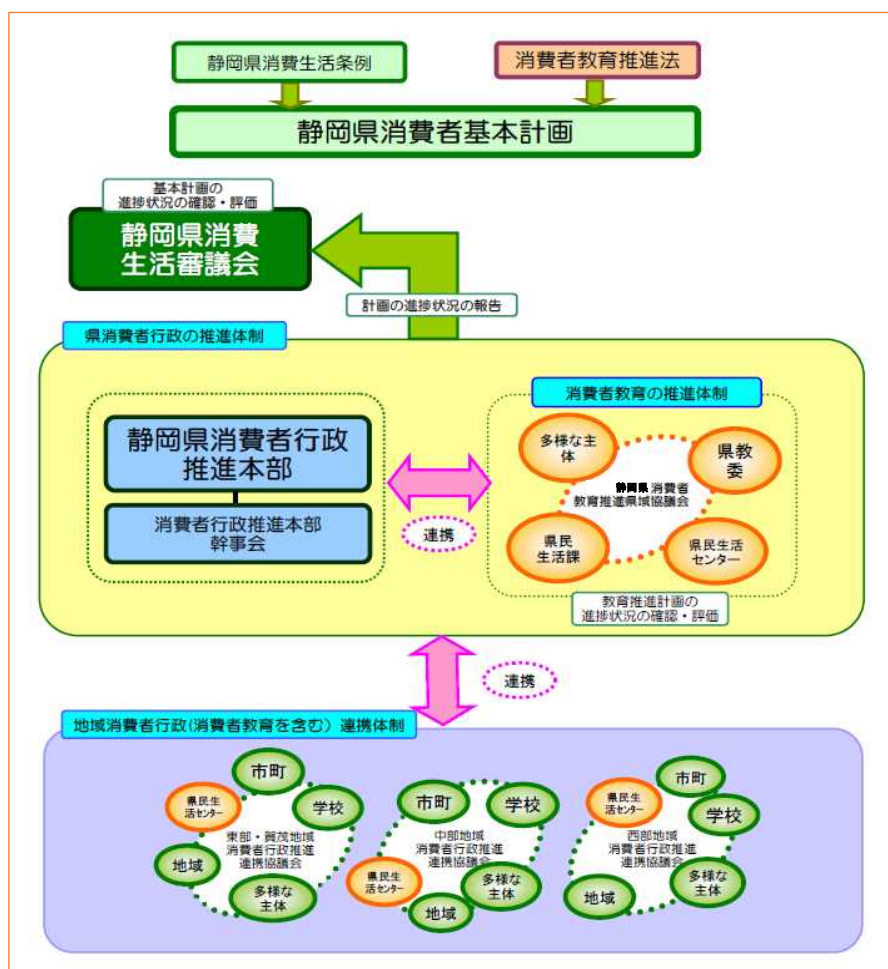 静岡県消費生活条例
消費者教育推進法
静岡県消費者基本計画
基本計画の
進捗状況の確認・評価
静岡県消費
生活審議会
計画の進捗状況の報告
県消費者行政の推進体制
静岡県消費者行政
推進本部
消費者行政推進本部
幹事会
連携
消費者教育の推進体制
多様な主
体
県教
委
静岡県 消費者
教育推進県域協議会
県民
生活課
県民生活
センター
教育推進計画の
進捗状況の確認・評価
連携
地域消費者行政(消費者教育を含む）連携体制
市町
県民生
活センター
学校
東部・賀茂地域
消費者行政推進
連携協議会
地域
多様な
主体
市町
学校
中部地域
消費者行政推進
連携協議会
県民生
活センター
多様な
主体
地域
市町
県民生
活センター
学校
西部地域
消費者行政推進
連携協議会
多様な
主体
地域